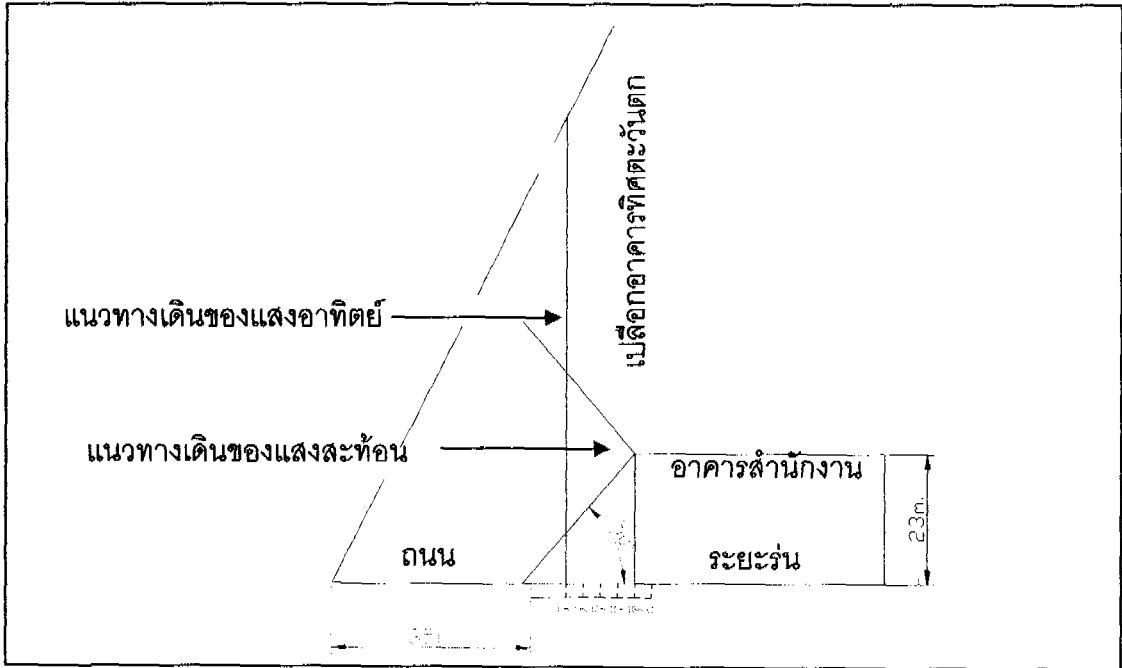 เปลือกอาคารทิศตะวันตก
แนวทางเดินของแสงอาทิตย์
แนวทางเดินของแสงสะท้อน
อาคารสำนักงาน
23m.
ถนน
ระยะร่น